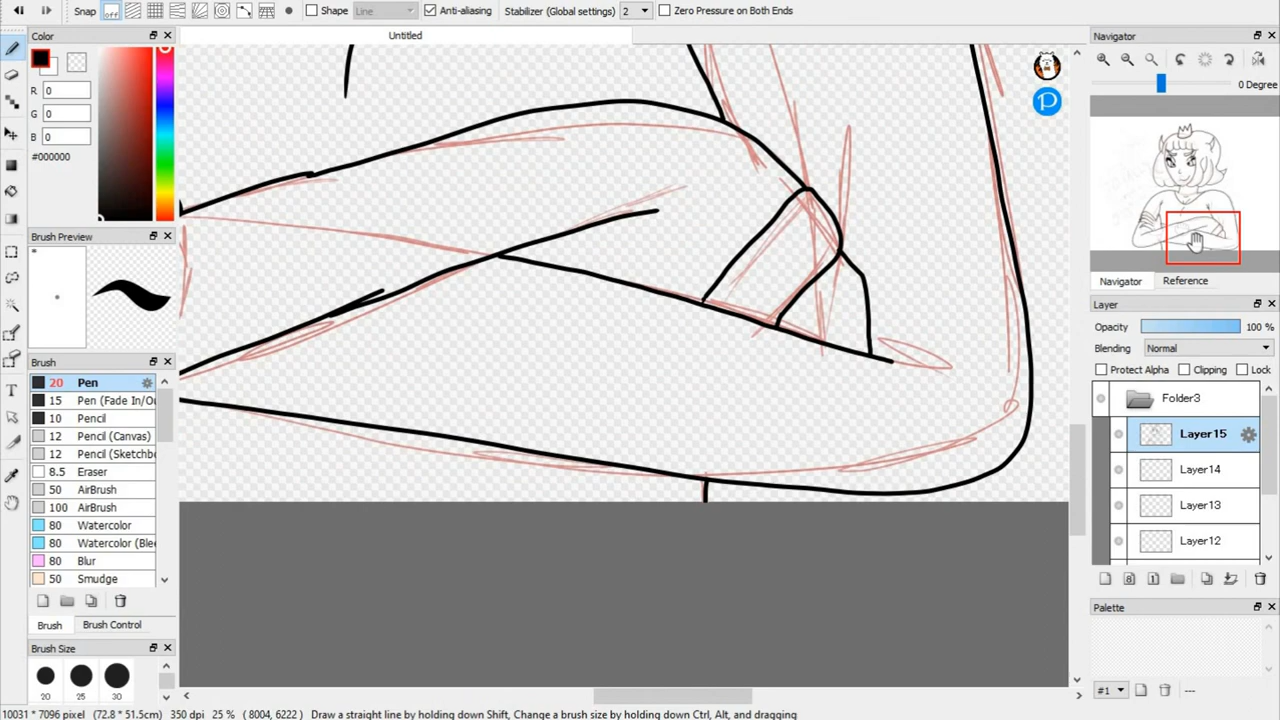 Snap off Shape Line Anti-aliasing Stabilizer (Global settings) 2 Zero Pressure on Both Ends
Color
Untitled
Navigator
R 0
G 0
B 0
#000000
0 Degree
Brush Preview
Navigator Reference
Layer
Opacity 100 %
Blending Normal
Protect Alpha Clipping Lock
Folder3
Layer15
Layer14
Layer13
Layer12
Brush
20 Pen
15 Pen (Fade In/Ou
10 Pencil
12 Pencil (Canvas)
12 Pencil (Sketchb
8.5 Eraser
50 AirBrush
100 AirBrush
80 Watercolor
80 Watercolor (Ble
80 Blur
50 Smudge
Brush Brush Control
Palette
Brush Size
20 25 30
#1 ---
10031 * 7096 pixel (72.8 * 51.5cm) 350 dpi 25 % ( 8004, 6222 ) Draw a straight line by holding down Shift, Change a brush size by holding down Ctrl, Alt, and dragging